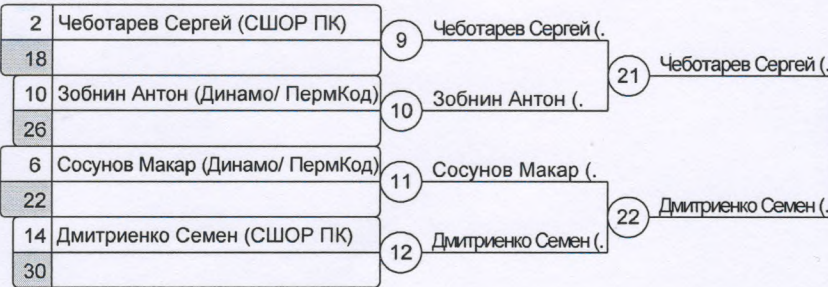 2 Чеботарев Сергей (СШОР ПК)
9
Чеботарев Сергей (.
18
21
Чеботарев Сергей (.
10 Зобнин Антон (Динамо/ ПермКод)
10
Зобнин Антон (.
26
6 Сосунов Макар (Динамо/ ПермКод)
11
Сосунов Макар (.
22
22
Дмитриенко Семен (.
14 Дмитриенко Семен (СШОР ПК)
12
Дмитриенко Семен (.
30